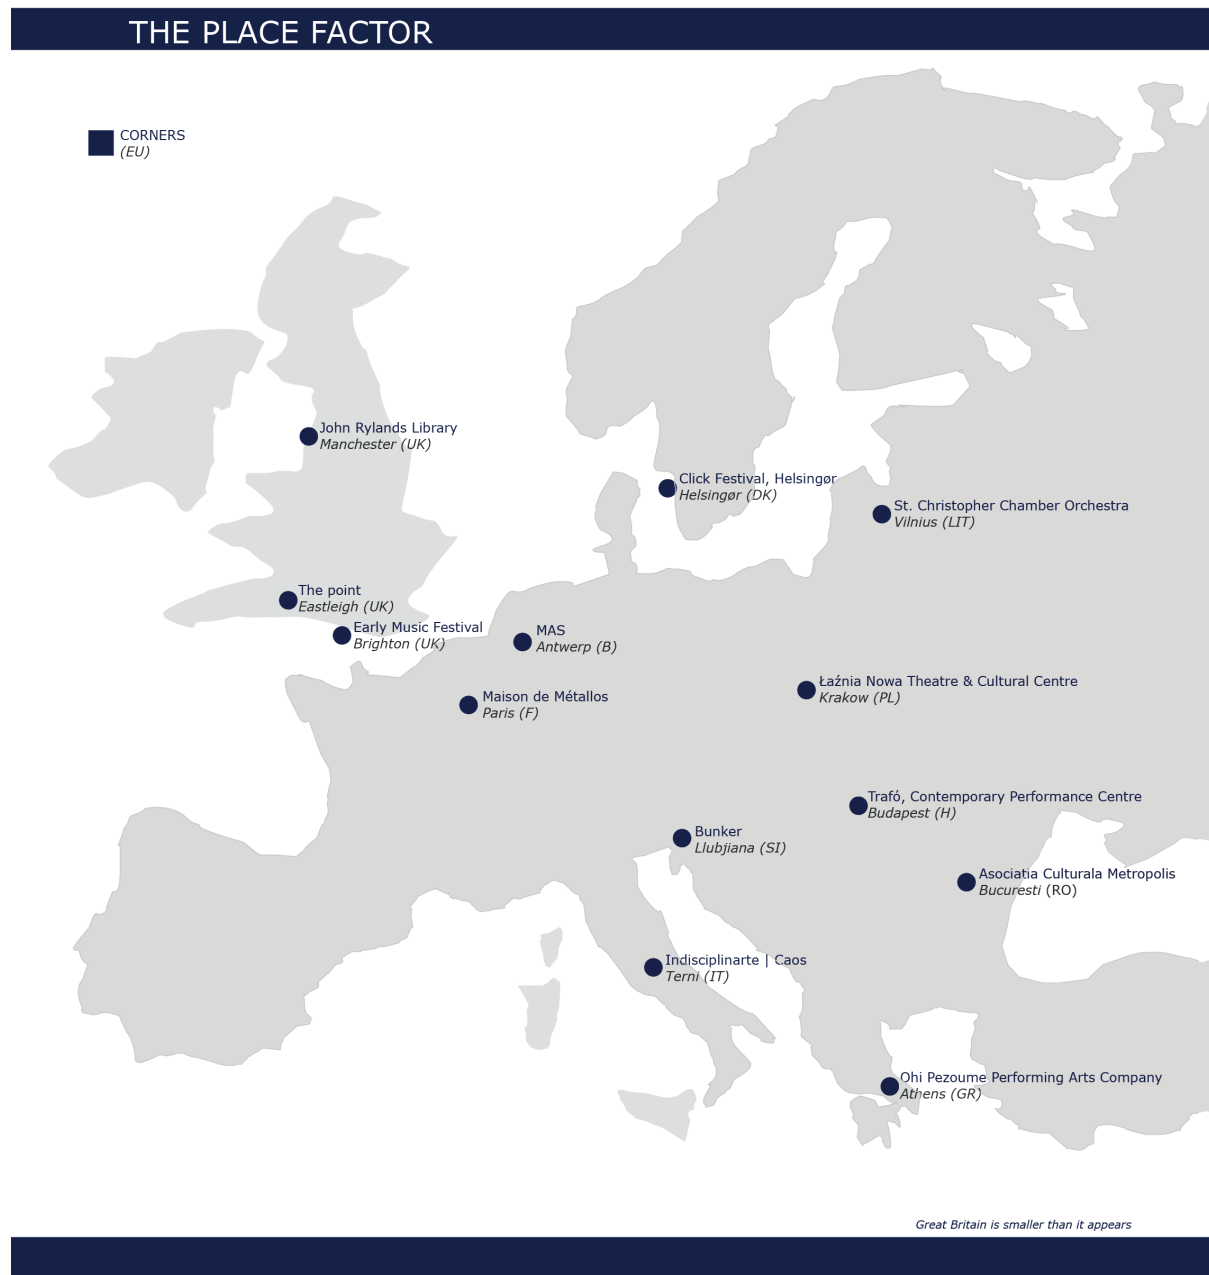 THE PLACE FACTOR
CORNERS
(EU)
John Rylands Library
Manchester (UK)
Click Festival, Helsingør
Helsingør (DK)
St. Christopher Chamber Orchestra
Vilnius (LIT)
The point
Eastleigh (UK)
Early Music Festival
Brighton (UK)
MAS
Antwerp (B)
Maison de Métallos
Paris (F)
Łaźnia Nowa Theatre & Cultural Centre
Krakow (PL)
Trafó, Contemporary Performance Centre
Budapest (H)
Bunker
Llubjiana (SI)
Asociatia Culturala Metropolis
Bucuresti (RO)
Indisciplinarte | Caos
Terni (IT)
Ohi Pezoume Performing Arts Company
Athens (GR)
Great Britain is smaller than it appears